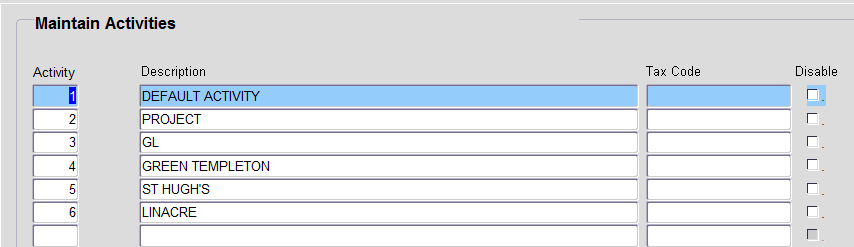 Maintain Activities
Activity Description Tax Code Disable
1 DEFAULT ACTIVITY
2 PROJECT
3 GL
4 GREEN TEMPLETON
5 ST HUGH'S
6 LINACRE